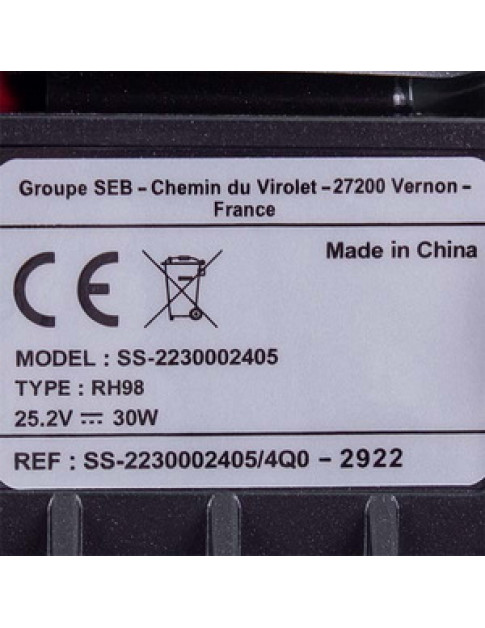 Groupe SEB – Chemin du Virolet – 27200 Vernon –
France
Made in China
CE
MODEL : SS-2230002405
TYPE : RH98
25.2V ⎓ 30W
REF : SS-2230002405/4Q0 – 2922